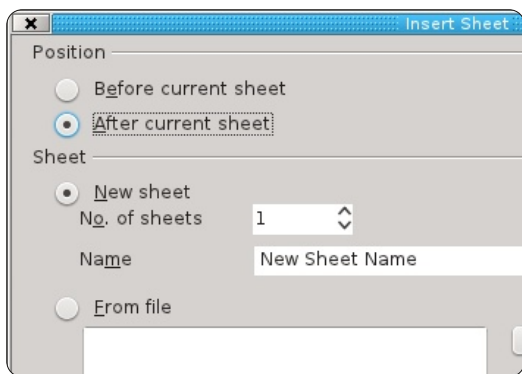 Insert Sheet
Position
Before current sheet
After current sheet
Sheet
New sheet
No. of sheets 1
Name New Sheet Name
From file